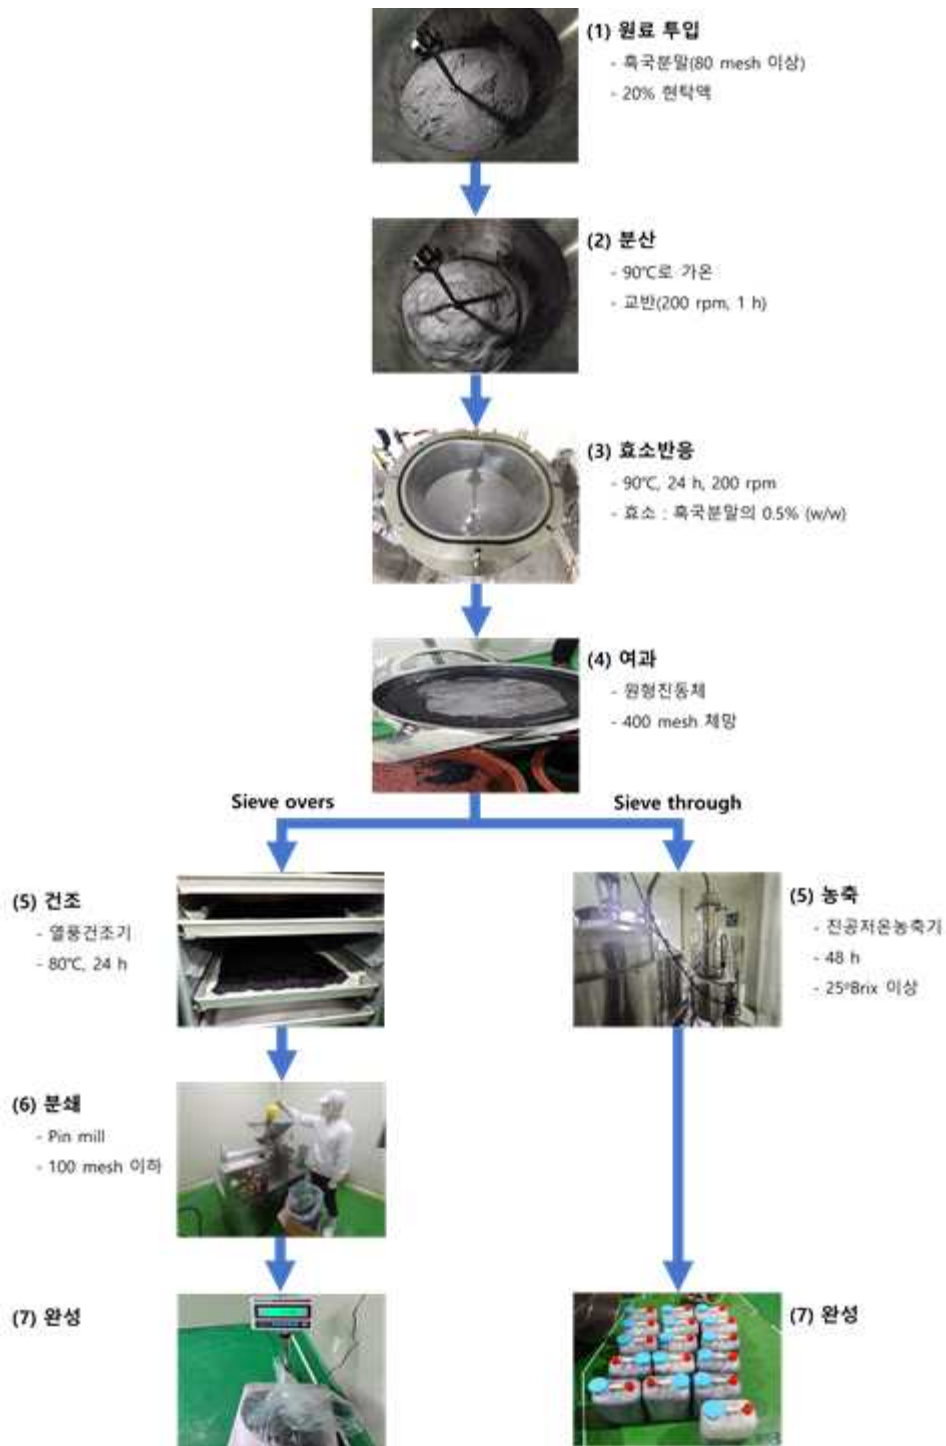 (1) 원료 투입
- 흑국분말(80 mesh 이상)
- 20% 현탁액
(2) 분산
- 90℃로 가온
- 교반(200 rpm, 1 h)
(3) 효소반응
- 90℃, 24 h, 200 rpm
- 효소 : 흑국분말의 0.5% (w/w)
(4) 여과
- 원형진동체
- 400 mesh 체망
Sieve overs
Sieve through
(5) 건조
- 열풍건조기
- 80℃, 24 h
(5) 농축
- 진공저온농축기
- 48 h
- 25ºBrix 이상
(6) 분쇄
- Pin mill
- 100 mesh 이하
(7) 완성
(7) 완성